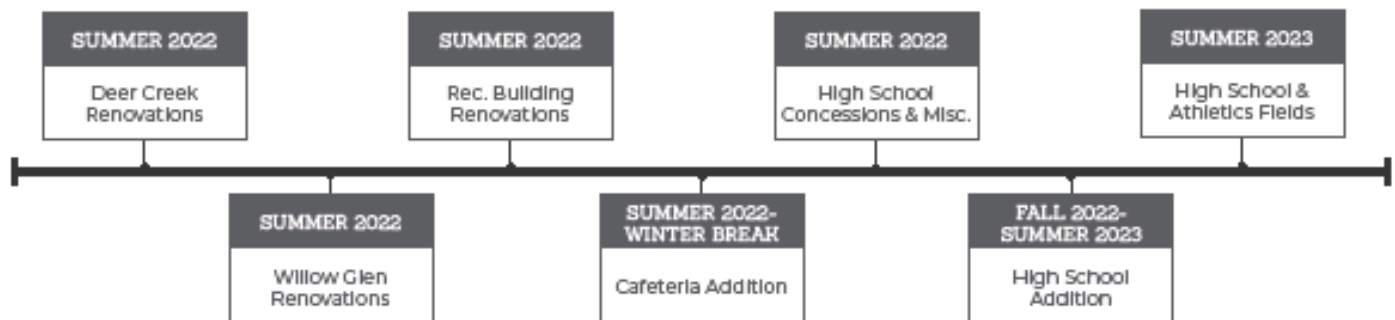 SUMMER 2022
Deer Creek
Renovations
SUMMER 2022
Willow Glen
Renovations
SUMMER 2022
Rec. Building
Renovations
SUMMER 2022-
WINTER BREAK
Cafeteria Addition
SUMMER 2022
High School
Concessions & Misc.
FALL 2022-
SUMMER 2023
High School
Addition
SUMMER 2023
High School &
Athletics Fields